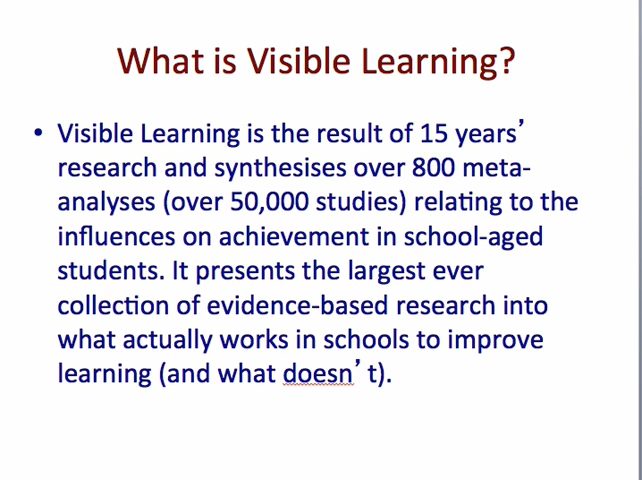 What is Visible Learning?
• Visible Learning is the result of 15 years’
research and synthesises over 800 meta-
analyses (over 50,000 studies) relating to the
influences on achievement in school-aged
students. It presents the largest ever
collection of evidence-based research into
what actually works in schools to improve
learning (and what doesn’t).